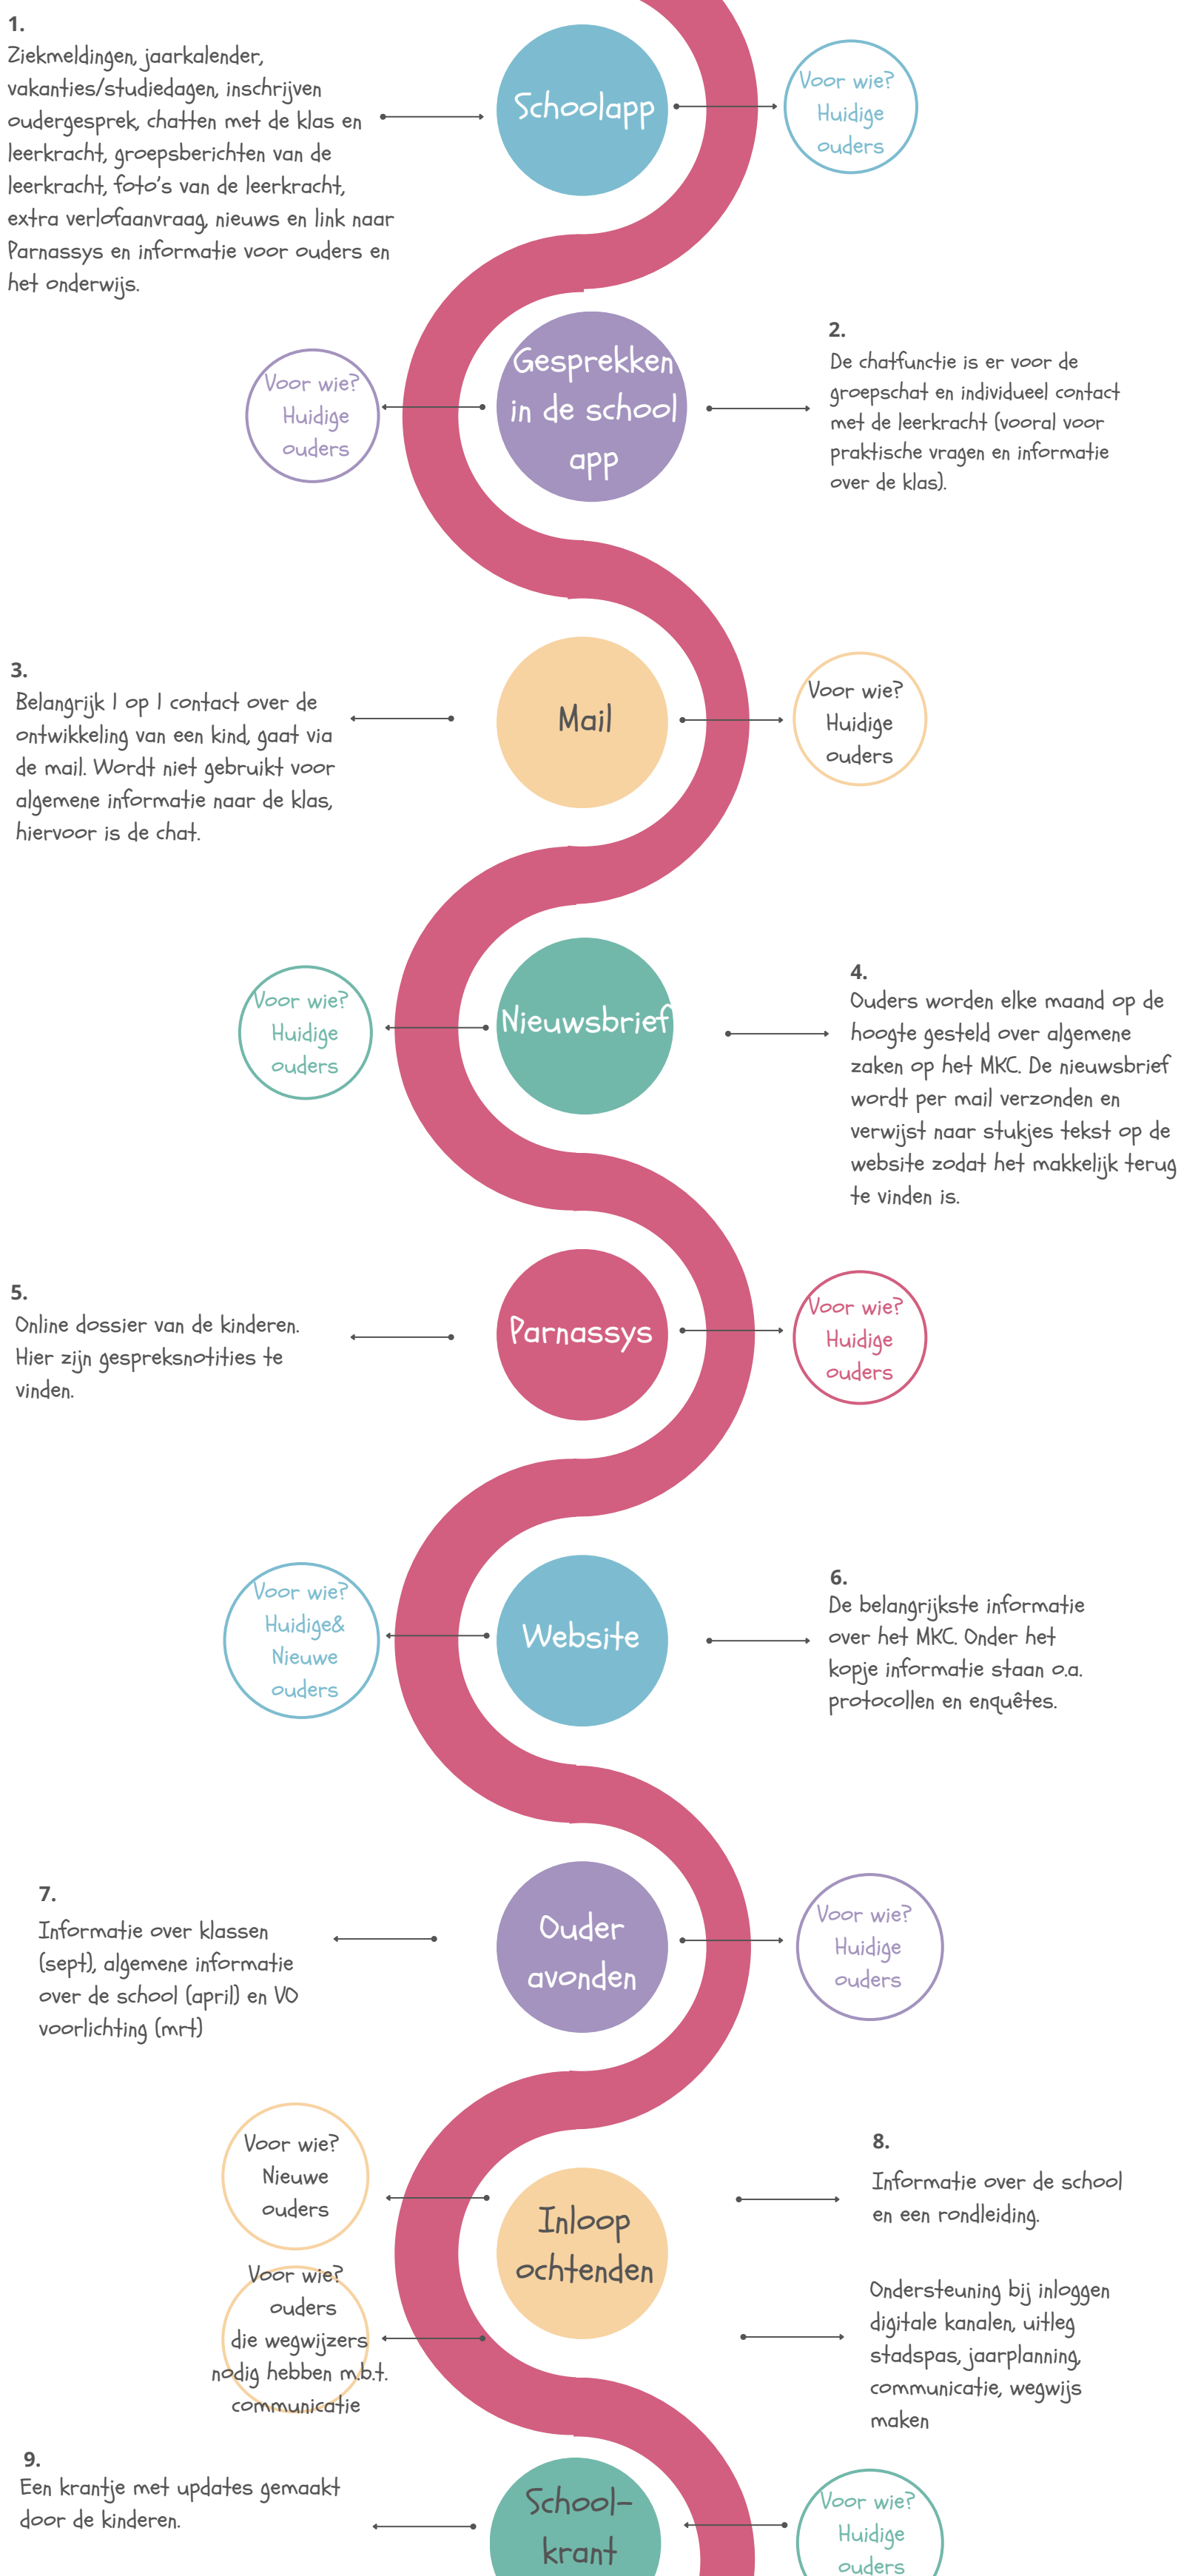 1.
Ziekmeldingen, jaarkalender,
vakanties/studiedagen, inschrijven
oudergesprek, chatten met de klas en
leerkracht, groepsberichten van de
leerkracht, foto's van de leerkracht,
extra verlofaanvraag, nieuws en link naar
Parnassys en informatie voor ouders en
het onderwijs.
Schoolapp
Voor wie?
Huidige
ouders
Voor wie?
Huidige
ouders
Gesprekken
in de school
app
2.
De chatfunctie is er voor de
groepschat en individueel contact
met de leerkracht (vooral voor
praktische vragen en informatie
over de klas).
3.
Belangrijk 1 op 1 contact over de
ontwikkeling van een kind, gaat via
de mail. Wordt niet gebruikt voor
algemene informatie naar de klas,
hiervoor is de chat.
Mail
Voor wie?
Huidige
ouders
Voor wie?
Huidige
ouders
Nieuwsbrief
4.
Ouders worden elke maand op de
hoogte gesteld over algemene
zaken op het MKC. De nieuwsbrief
wordt per mail verzonden en
verwijst naar stukjes tekst op de
website zodat het makkelijk terug
te vinden is.
5.
Online dossier van de kinderen.
Hier zijn gespreksnotities te
vinden.
Parnassys
Voor wie?
Huidige
ouders
Voor wie?
Huidige&
Nieuwe
ouders
Website
6.
De belangrijkste informatie
over het MKC. Onder het
kopje informatie staan o.a.
protocollen en enquêtes.
7.
Informatie over klassen
(sept), algemene informatie
over de school (april) en VO
voorlichting (mrt)
Ouder
avonden
Voor wie?
Huidige
ouders
Voor wie?
Nieuwe
ouders
Voor wie?
ouders
die wegwijzers
nodig hebben m.b.t.
communicatie
Inloop
ochtenden
8.
Informatie over de school
en een rondleiding.
Ondersteuning bij inloggen
digitale kanalen, uitleg
stadspas, jaarplanning,
communicatie, wegwijs
maken
9.
Een krantje met updates gemaakt
door de kinderen.
School-
krant
Voor wie?
Huidige
ouders